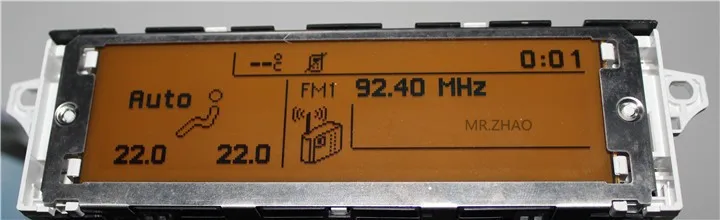 --°C 0:01
Auto FM1 92.40 MHz
MR.ZHAO
22.0 22.0